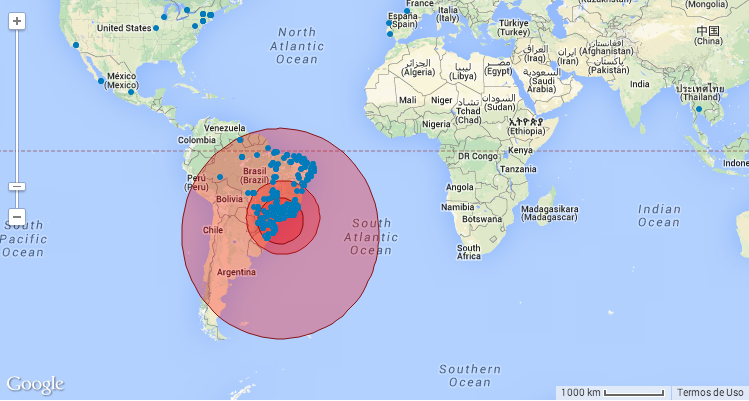 France
España
(Spain)
Italia
(Italy)
Türkiye
(Turkey)
(Kazakhstan)
(Mongolia)
中国
(China)
United States
North
Atlantic
Ocean
العراق
(Iraq)
ایران
(Iran)
افغانستان
(Afghanistan)
پاکستان
(Pakistan)
الجزائر
(Algeria)
ليبيا
(Libya)
مصر
(Egypt)
السعودية
(Saudi
Arabia)
México
(Mexico)
India
ประเทศไทย
(Thailand)
Mali
Niger
تشاد
(Chad)
السودان
(Sudan)
Venezuela
Colombia
Nigeria
ኢትዮጵያ
(Ethiopia)
DR Congo
Kenya
Indone
Perú
(Peru)
Brasil
(Brazil)
Tanzania
Bolivia
Angola
Namibia
Botswana
Madagasikara
(Madagascar)
South
Pacific
Ocean
Chile
South
Atlantic
Ocean
Indian
Ocean
South
Africa
Argentina
Southern
Ocean
Google
1000 km
Termos de Uso